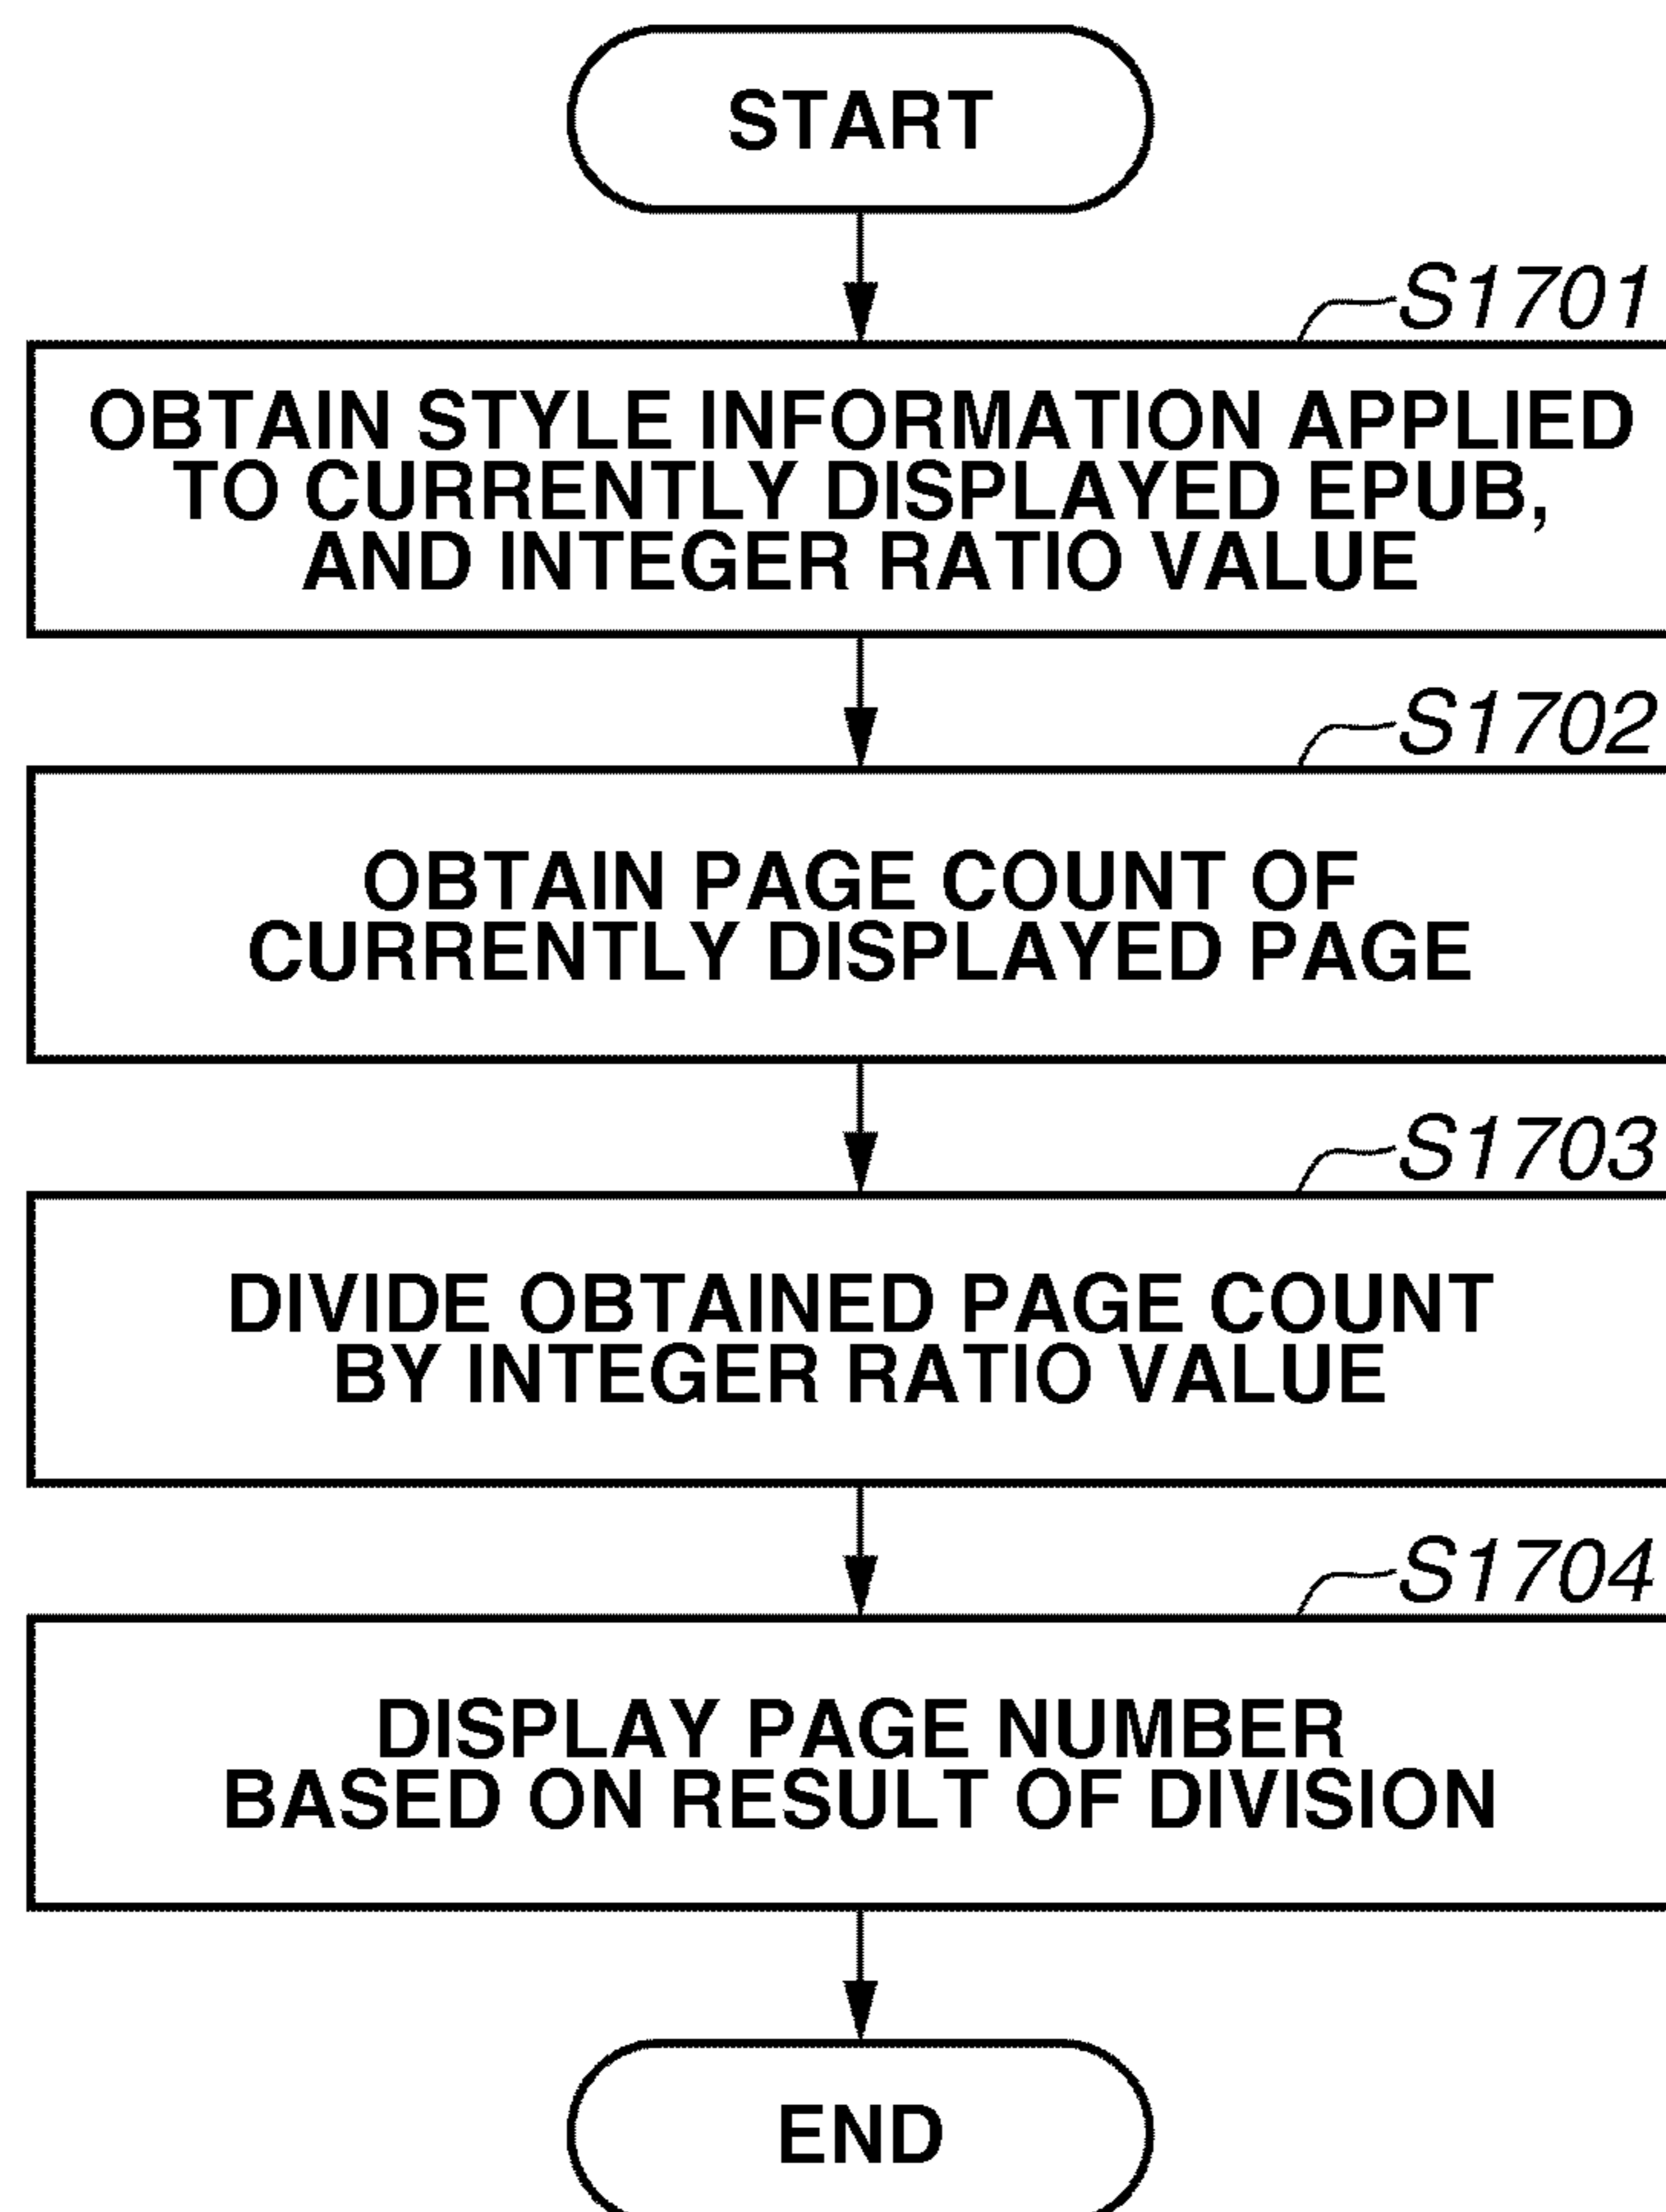 START
S1701
OBTAIN STYLE INFORMATION APPLIED
TO CURRENTLY DISPLAYED EPUB,
AND INTEGER RATIO VALUE
S1702
OBTAIN PAGE COUNT OF
CURRENTLY DISPLAYED PAGE
S1703
DIVIDE OBTAINED PAGE COUNT
BY INTEGER RATIO VALUE
S1704
DISPLAY PAGE NUMBER
BASED ON RESULT OF DIVISION
END